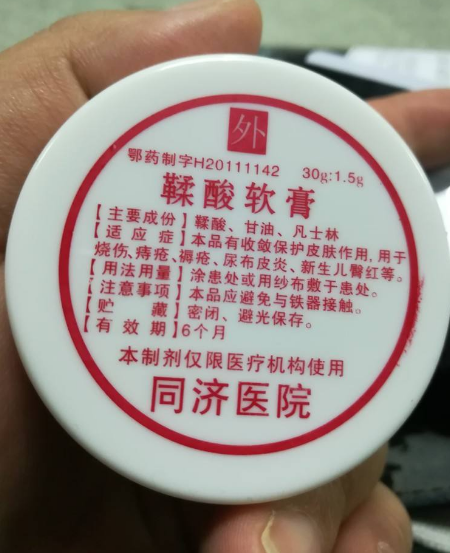 外
鄂药制字H20111142 30g:1.5g
鞣酸软膏
【主要成份】鞣酸、甘油、凡士林
【适应症】本品有收敛保护皮肤作用,用于
烧伤、痔疮、褥疮、尿布皮炎、新生儿臀红等。
【用法用量】涂患处或用纱布敷于患处。
【注意事项】本品应避免与铁器接触。
【贮藏】密闭、避光保存。
【有效期】6个月
本制剂仅限医疗机构使用
同济医院